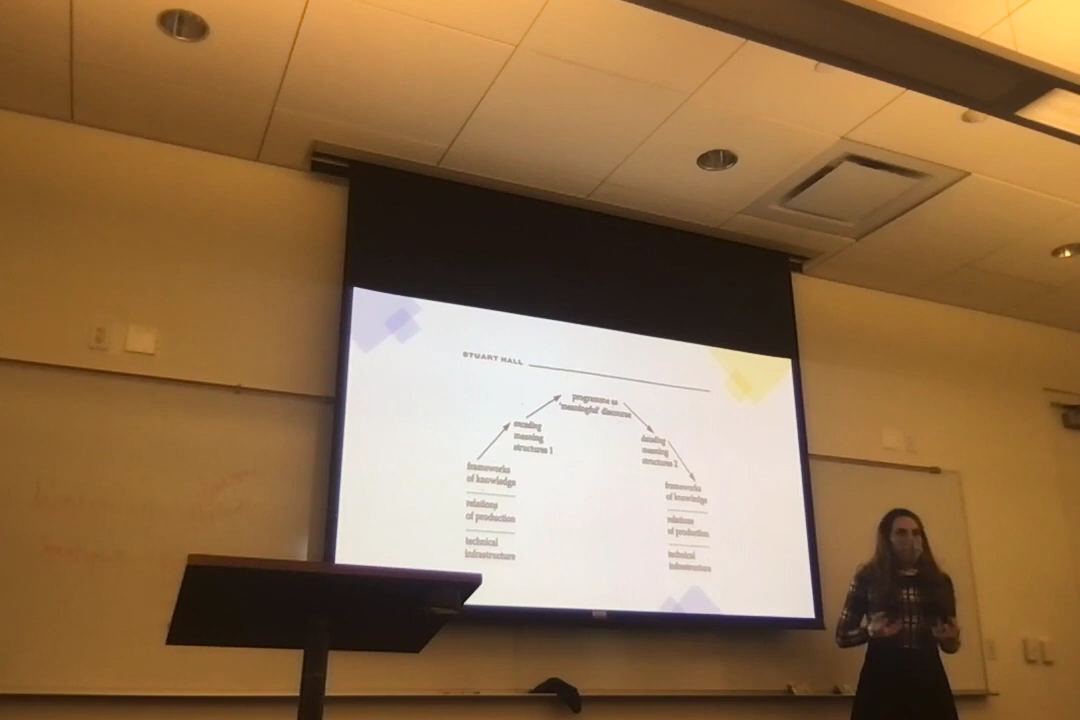 STUART HALL
programme as
'meaningful' discourse
encoding
meaning
structures 1
decoding
meaning
structures 2
frameworks
of knowledge
relations
of production
technical
infrastructure
frameworks
of knowledge
relations
of production
technical
infrastructure